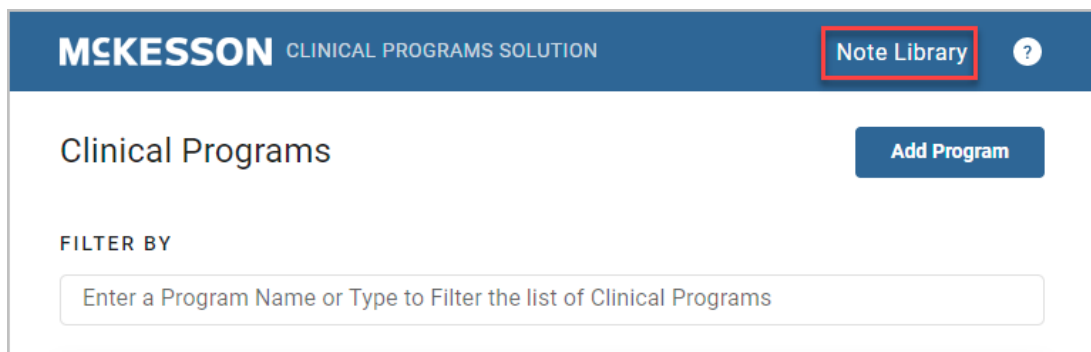 MCKESSON CLINICAL PROGRAMS SOLUTION Note Library ?
Clinical Programs Add Program
FILTER BY
Enter a Program Name or Type to Filter the list of Clinical Programs